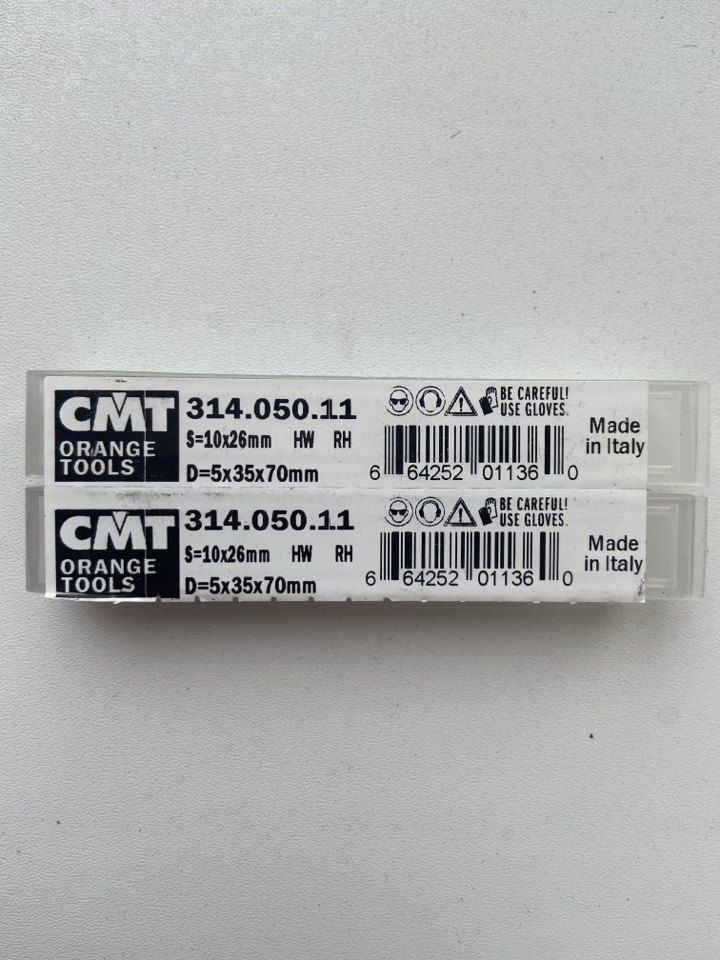 CMT
ORANGE
TOOLS
314.050.11
S=10x26mm HW RH
D=5x35x70mm
BE CAREFUL!
USE GLOVES.
6 64252 01136 0
Made
in Italy
CMT
ORANGE
TOOLS
314.050.11
S=10x26mm HW RH
D=5x35x70mm
BE CAREFUL!
USE GLOVES.
6 64252 01136 0
Made
in Italy